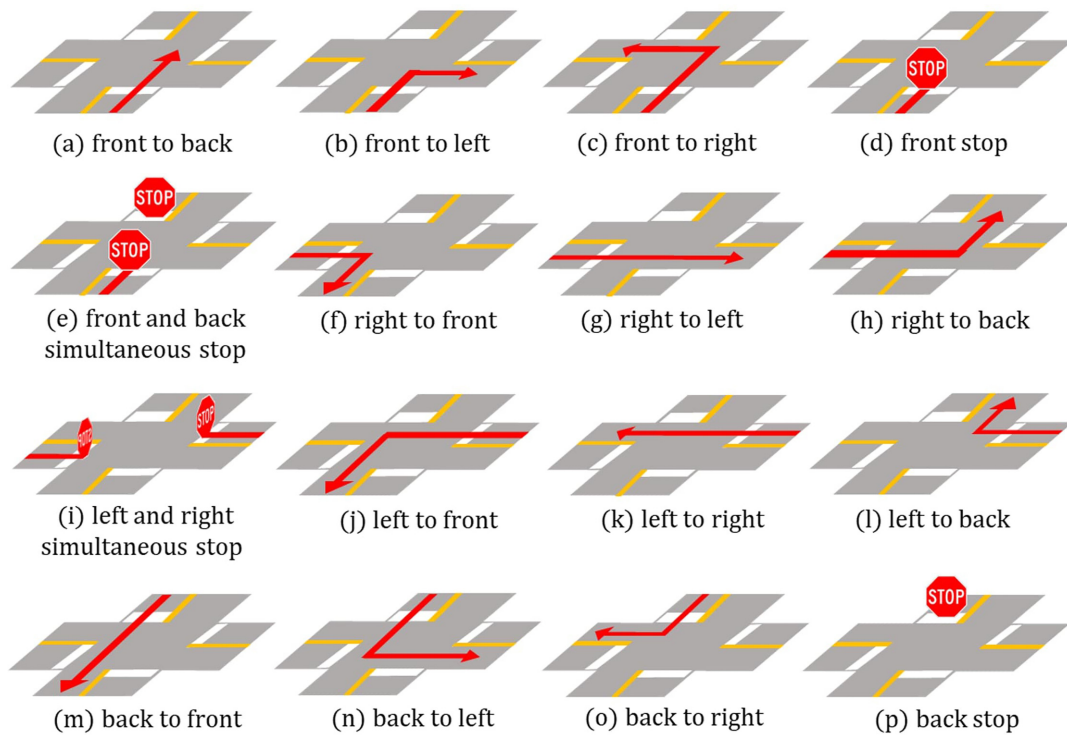 (a) front to back
(b) front to left
(c) front to right
STOP
(d) front stop
STOP
STOP
(e) front and back
simultaneous stop
(f) right to front
(g) right to left
(h) right to back
STOP
STOP
(i) left and right
simultaneous stop
(j) left to front
(k) left to right
(l) left to back
(m) back to front
(n) back to left
(o) back to right
STOP
(p) back stop